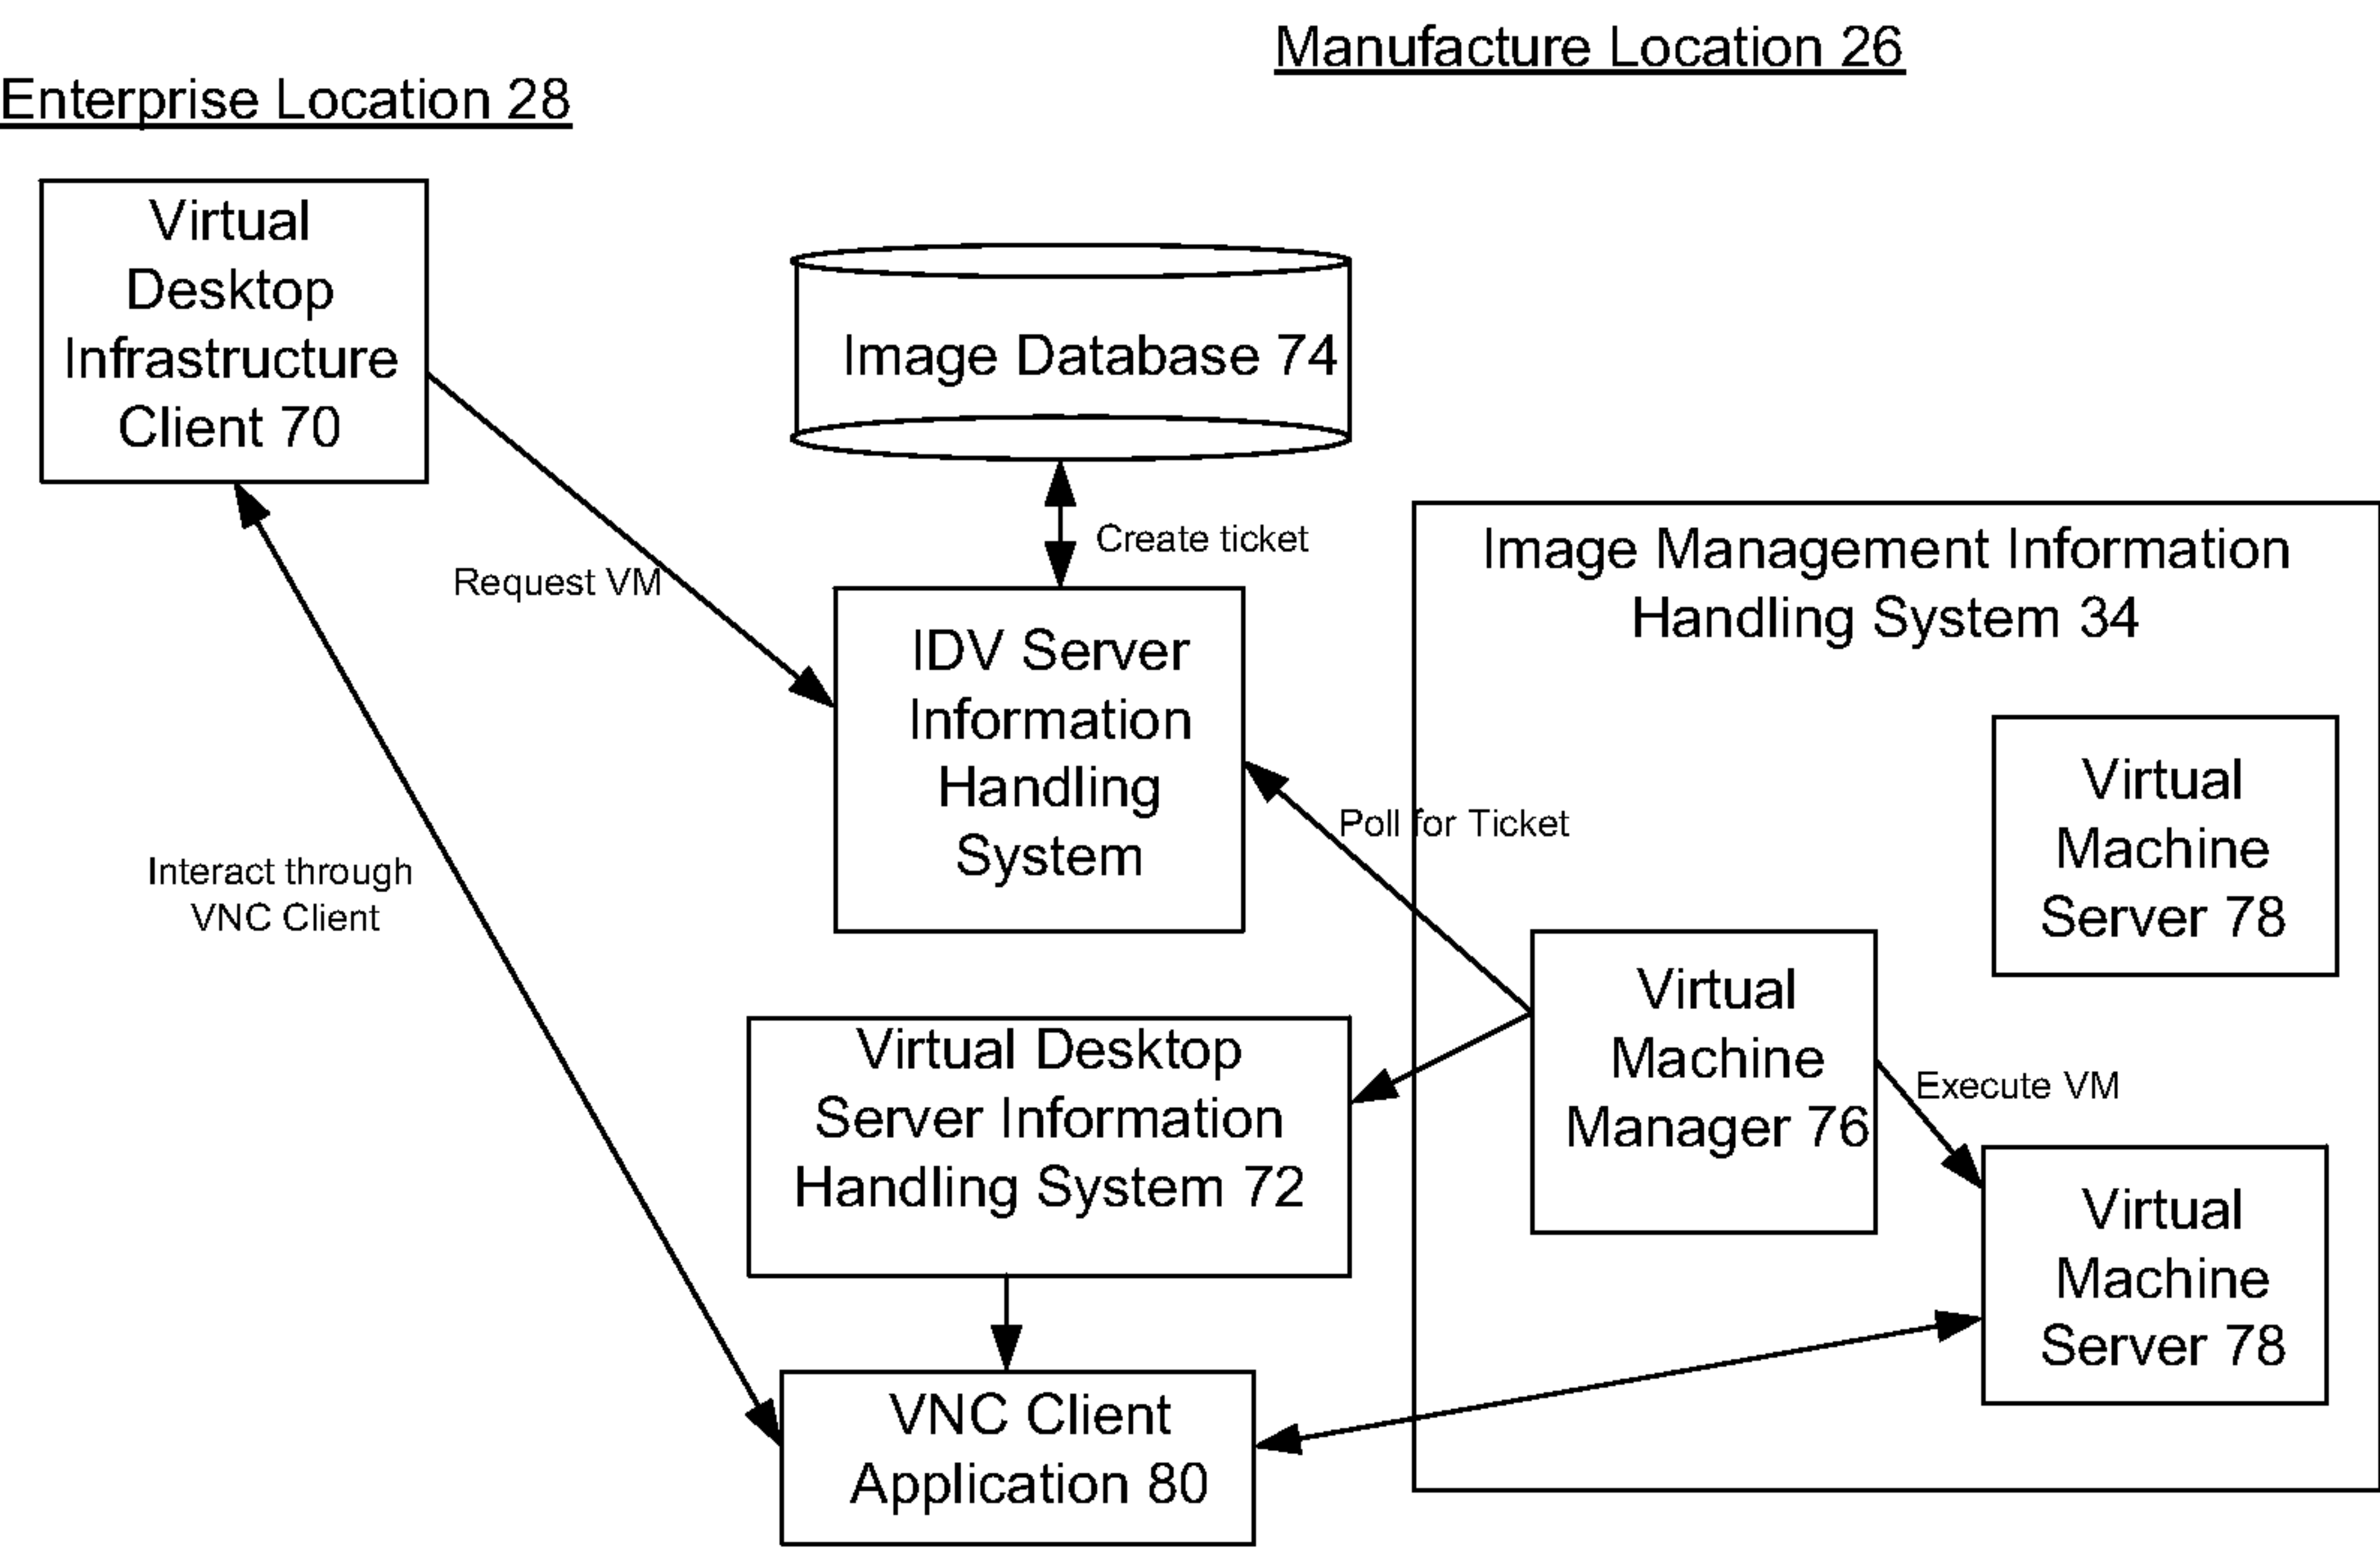 Manufacture Location 26
Enterprise Location 28
Virtual
Desktop
Infrastructure
Client 70
Image Database 74
Create ticket
Request VM
Image Management Information
Handling System 34
IDV Server
Information
Handling
System
Virtual
Machine
Server 78
Poll for Ticket
Interact through
VNC Client
Virtual
Machine
Manager 76
Virtual Desktop
Server Information
Handling System 72
Execute VM
Virtual
Machine
Server 78
VNC Client
Application 80